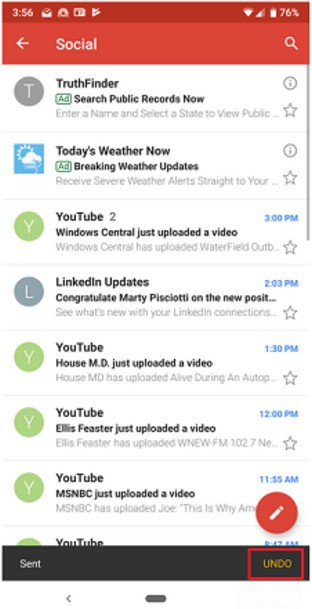 3:56
76%
Social
T
TruthFinder
Ad Search Public Records Now
Enter a Name and Select a State to View Public ...
Today's Weather Now
Ad Breaking Weather Updates
Receive Severe Weather Alerts Straight to Your ...
Y
YouTube 2
3:00 PM
Windows Central just uploaded a video
Windows Central has uploaded WaterField Outb...
L
LinkedIn Updates
2:03 PM
Congratulate Marty Pisciotti on the new posit...
See what's new with your LinkedIn connections...
Y
YouTube
1:30 PM
House M.D. just uploaded a video
House MD has uploaded Alive During An Autop...
Y
YouTube
12:00 PM
Ellis Feaster just uploaded a video
Ellis Feaster has uploaded WNEW-FM 102.7 Ne...
Y
YouTube
11:55 AM
MSNBC just uploaded a video
MSNBC has uploaded Joe: "This Is Why Ame
YouTube
8:47 AM
Sent
UNDO